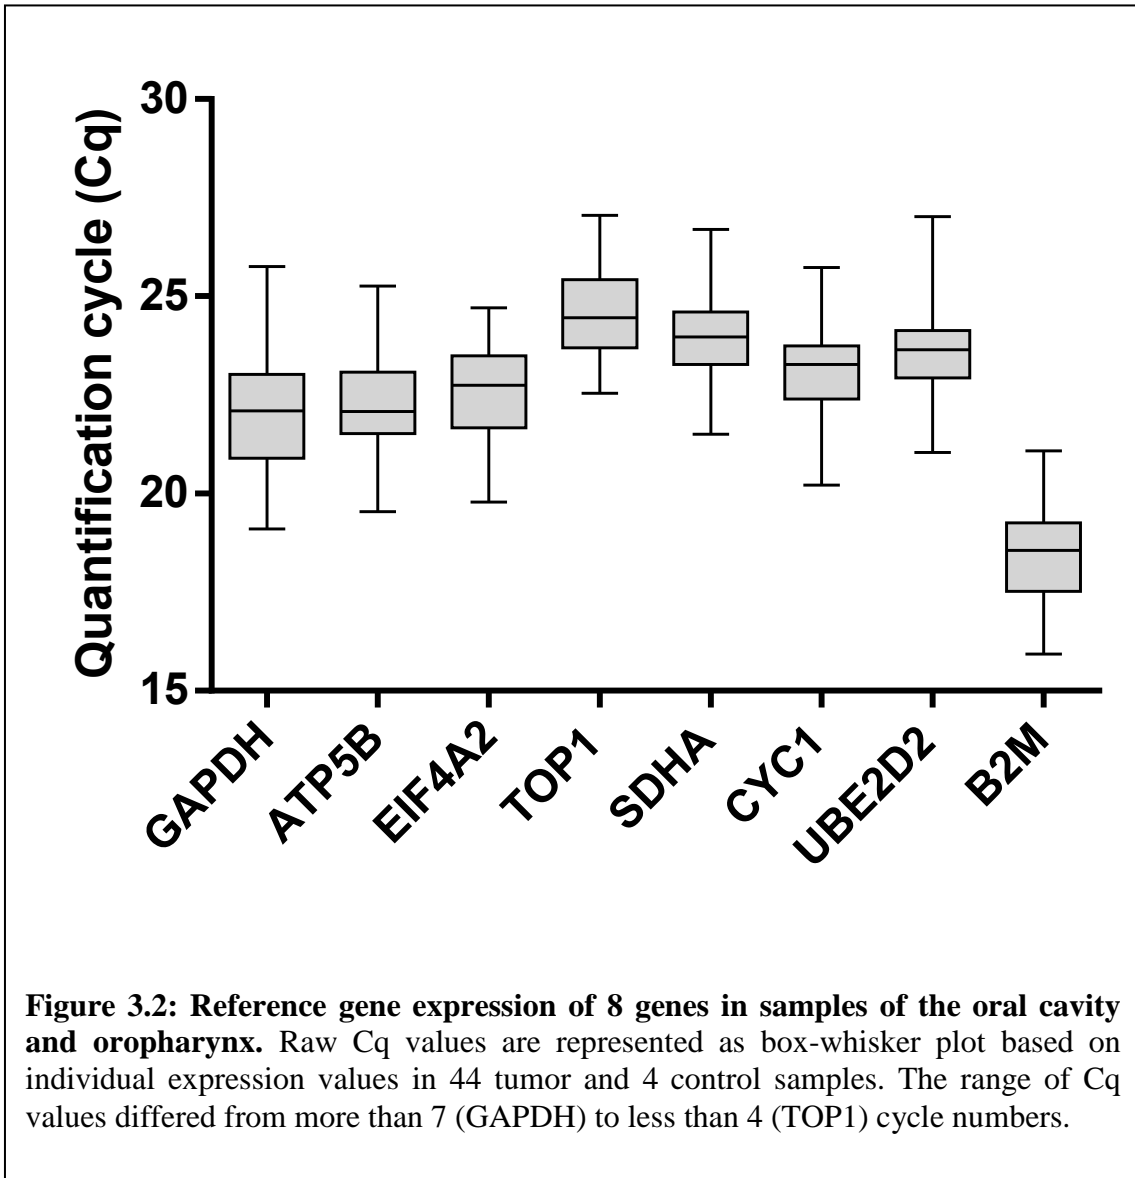 30
25
20
15
Quantification cycle (Cq)
GAPDH
ATP5B
EIF4A2
TOP1
SDHA
CYC1
UBE2D2
B2M
Figure 3.2: Reference gene expression of 8 genes in samples of the oral cavity
and oropharynx. Raw Cq values are represented as box-whisker plot based on
individual expression values in 44 tumor and 4 control samples. The range of Cq
values differed from more than 7 (GAPDH) to less than 4 (TOP1) cycle numbers.